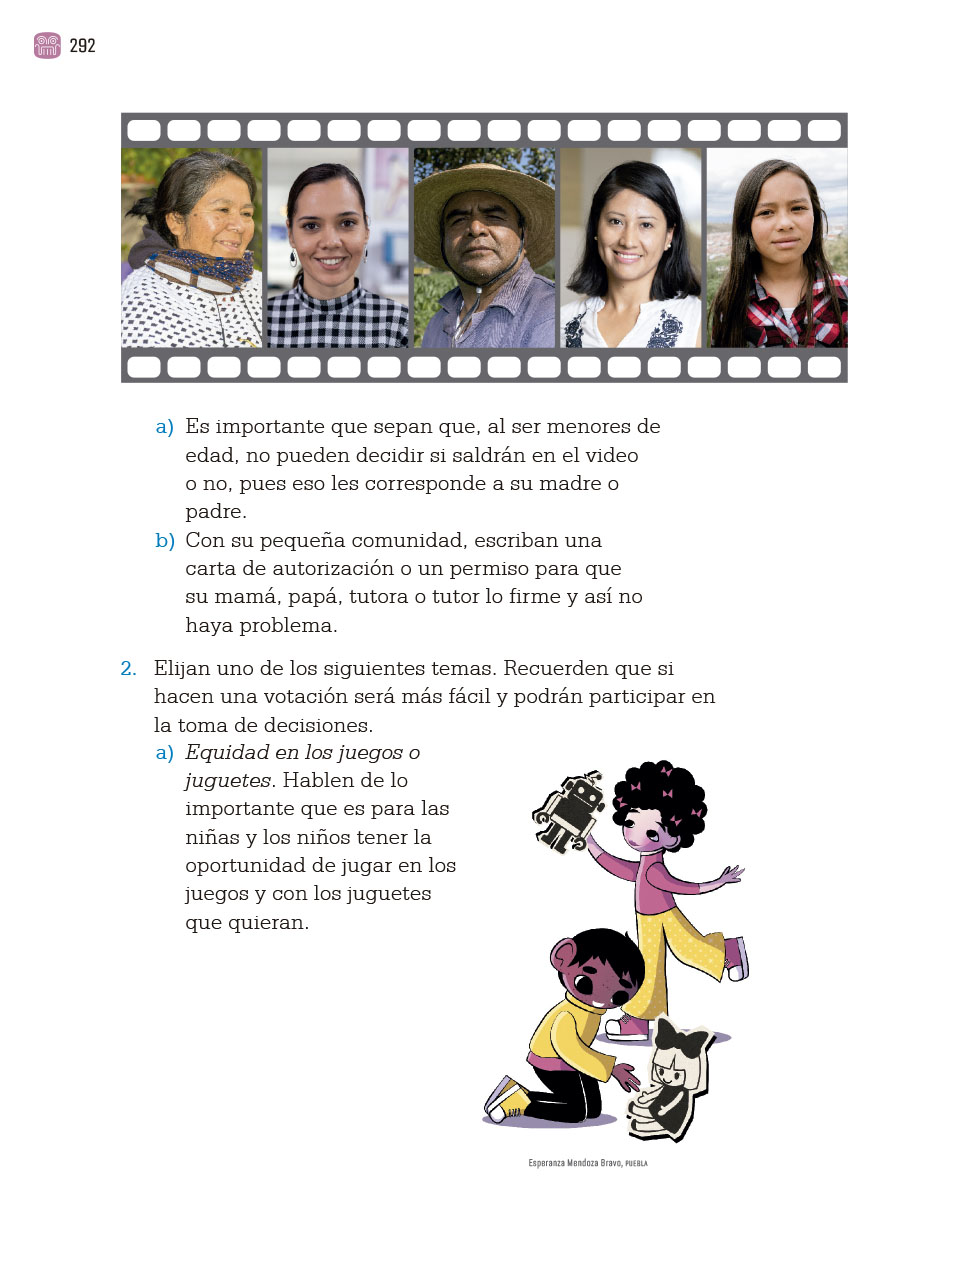 292
a) Es importante que sepan que, al ser menores de
edad, no pueden decidir si saldrán en el video
o no, pues eso les corresponde a su madre o
padre.
b) Con su pequeña comunidad, escriban una
carta de autorización o un permiso para que
su mamá, papá, tutora o tutor lo firme y así no
haya problema.
2. Elijan uno de los siguientes temas. Recuerden que si
hacen una votación será más fácil y podrán participar en
la toma de decisiones.
a) Equidad en los juegos o
juguetes. Hablen de lo
importante que es para las
niñas y los niños tener la
oportunidad de jugar en los
juegos y con los juguetes
que quieran.
Esperanza Mendoza Bravo, PUEBLA